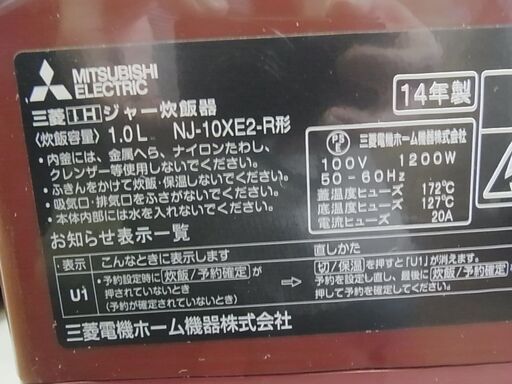 MITSUBISHI
ELECTRIC
三菱IHジャー炊飯器
14年製
〈炊飯容量〉1.0L NJ-10XE2-R形
・内釜には、金属へら、ナイロンたわし、
クレンザー等使用しないでください。
・ふきんをかけて炊飯・保温しないでください。
・吸気口・排気口をふさがないでください。
・本体内部には水を入れないでください。
PS
E
三菱電機ホーム機器株式会社
100V 1200W
50-60Hz
蓋温度ヒューズ 172℃
底温度ヒューズ 127℃
電流ヒューズ 20A
お知らせ表示一覧
表示 こんなときに表示します 直しかた
U1
・予約設定時に 炊飯/予約確定 が
押されていないとき
(予約が確定されていないとき)
切/保温 を押すと「U1」が消えます。
予約を設定し直し、最後に 炊飯/予約確定 を
押して予約を確定してください。
三菱電機ホーム機器株式会社